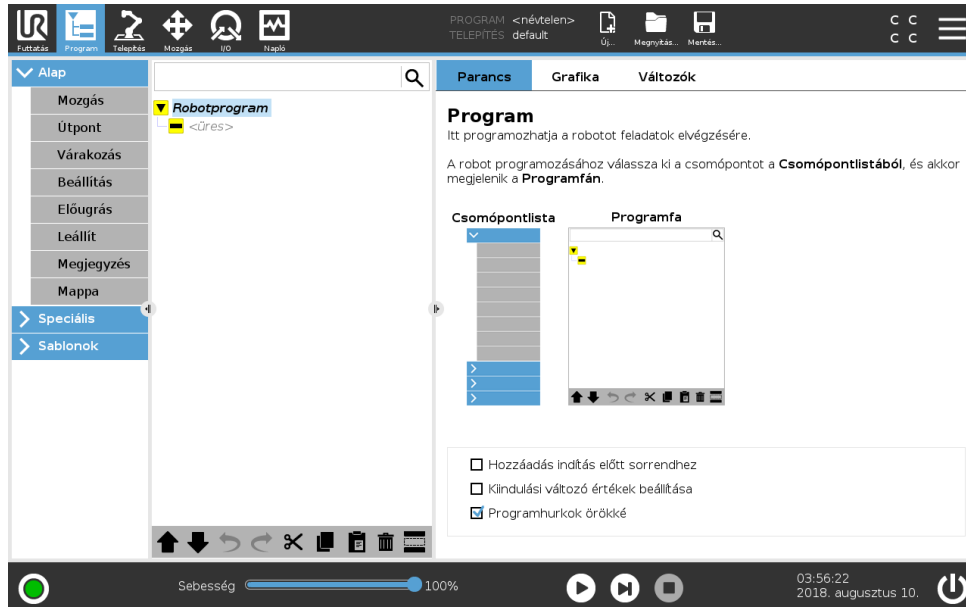 UR
PROGRAM <névtelen>
TELEPÍTÉS default
C C
C C
Futtatás Program Telepítés Mozgás I/O Napló
Új... Megnyitás... Mentés...
Alap
Mozgás
Útpont
Várakozás
Beállítás
Előugrás
Leállít
Megjegyzés
Mappa
Speciális
Sablonok
Robotprogram
<üres>
Parancs Grafika Változók
Program
Itt programozhatja a robotot feladatok elvégzésére.
A robot programozásához válassza ki a csomópontot a Csomópontlistából, és akkor
megjelenik a Programfán.
Csomópontlista Programfa
Hozzáadás indítás előtt sorrendhez
Kiindulási változó értékek beállítása
Programhurkok örökké
Sebesség 100%
03:56:22
2018. augusztus 10.